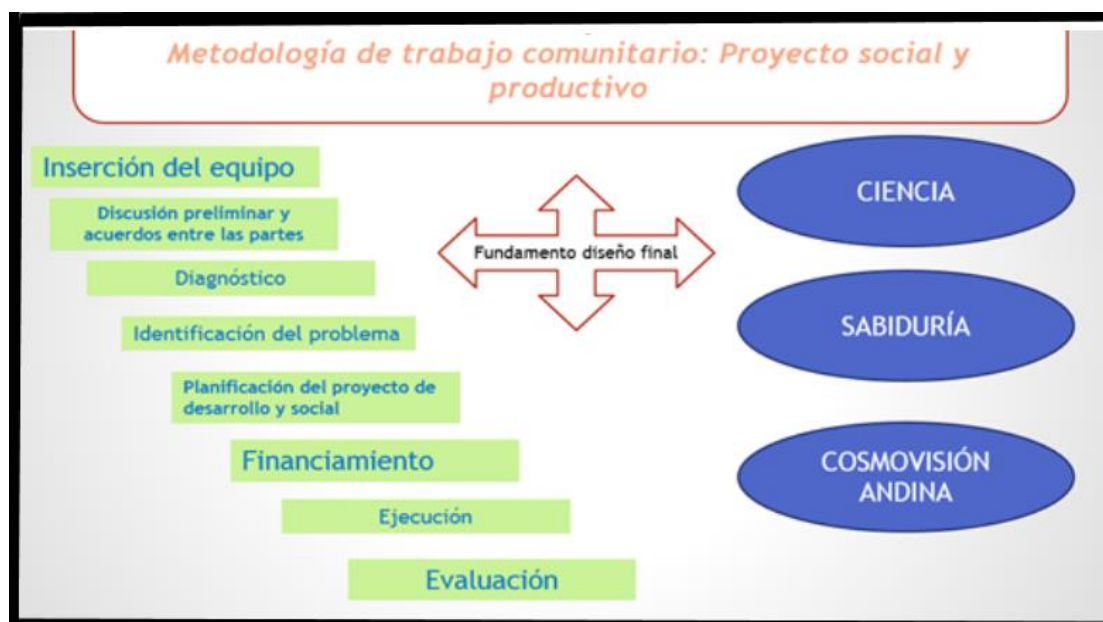 Metodología de trabajo comunitario: Proyecto social y
productivo
Inserción del equipo
Discusión preliminar y
acuerdos entre las partes
Diagnóstico
Identificación del problema
Planificación del proyecto de
desarrollo y social
Financiamiento
Ejecución
Evaluación
Fundamento diseño final
CIENCIA
SABIDURÍA
COSMOVISIÓN
ANDINA